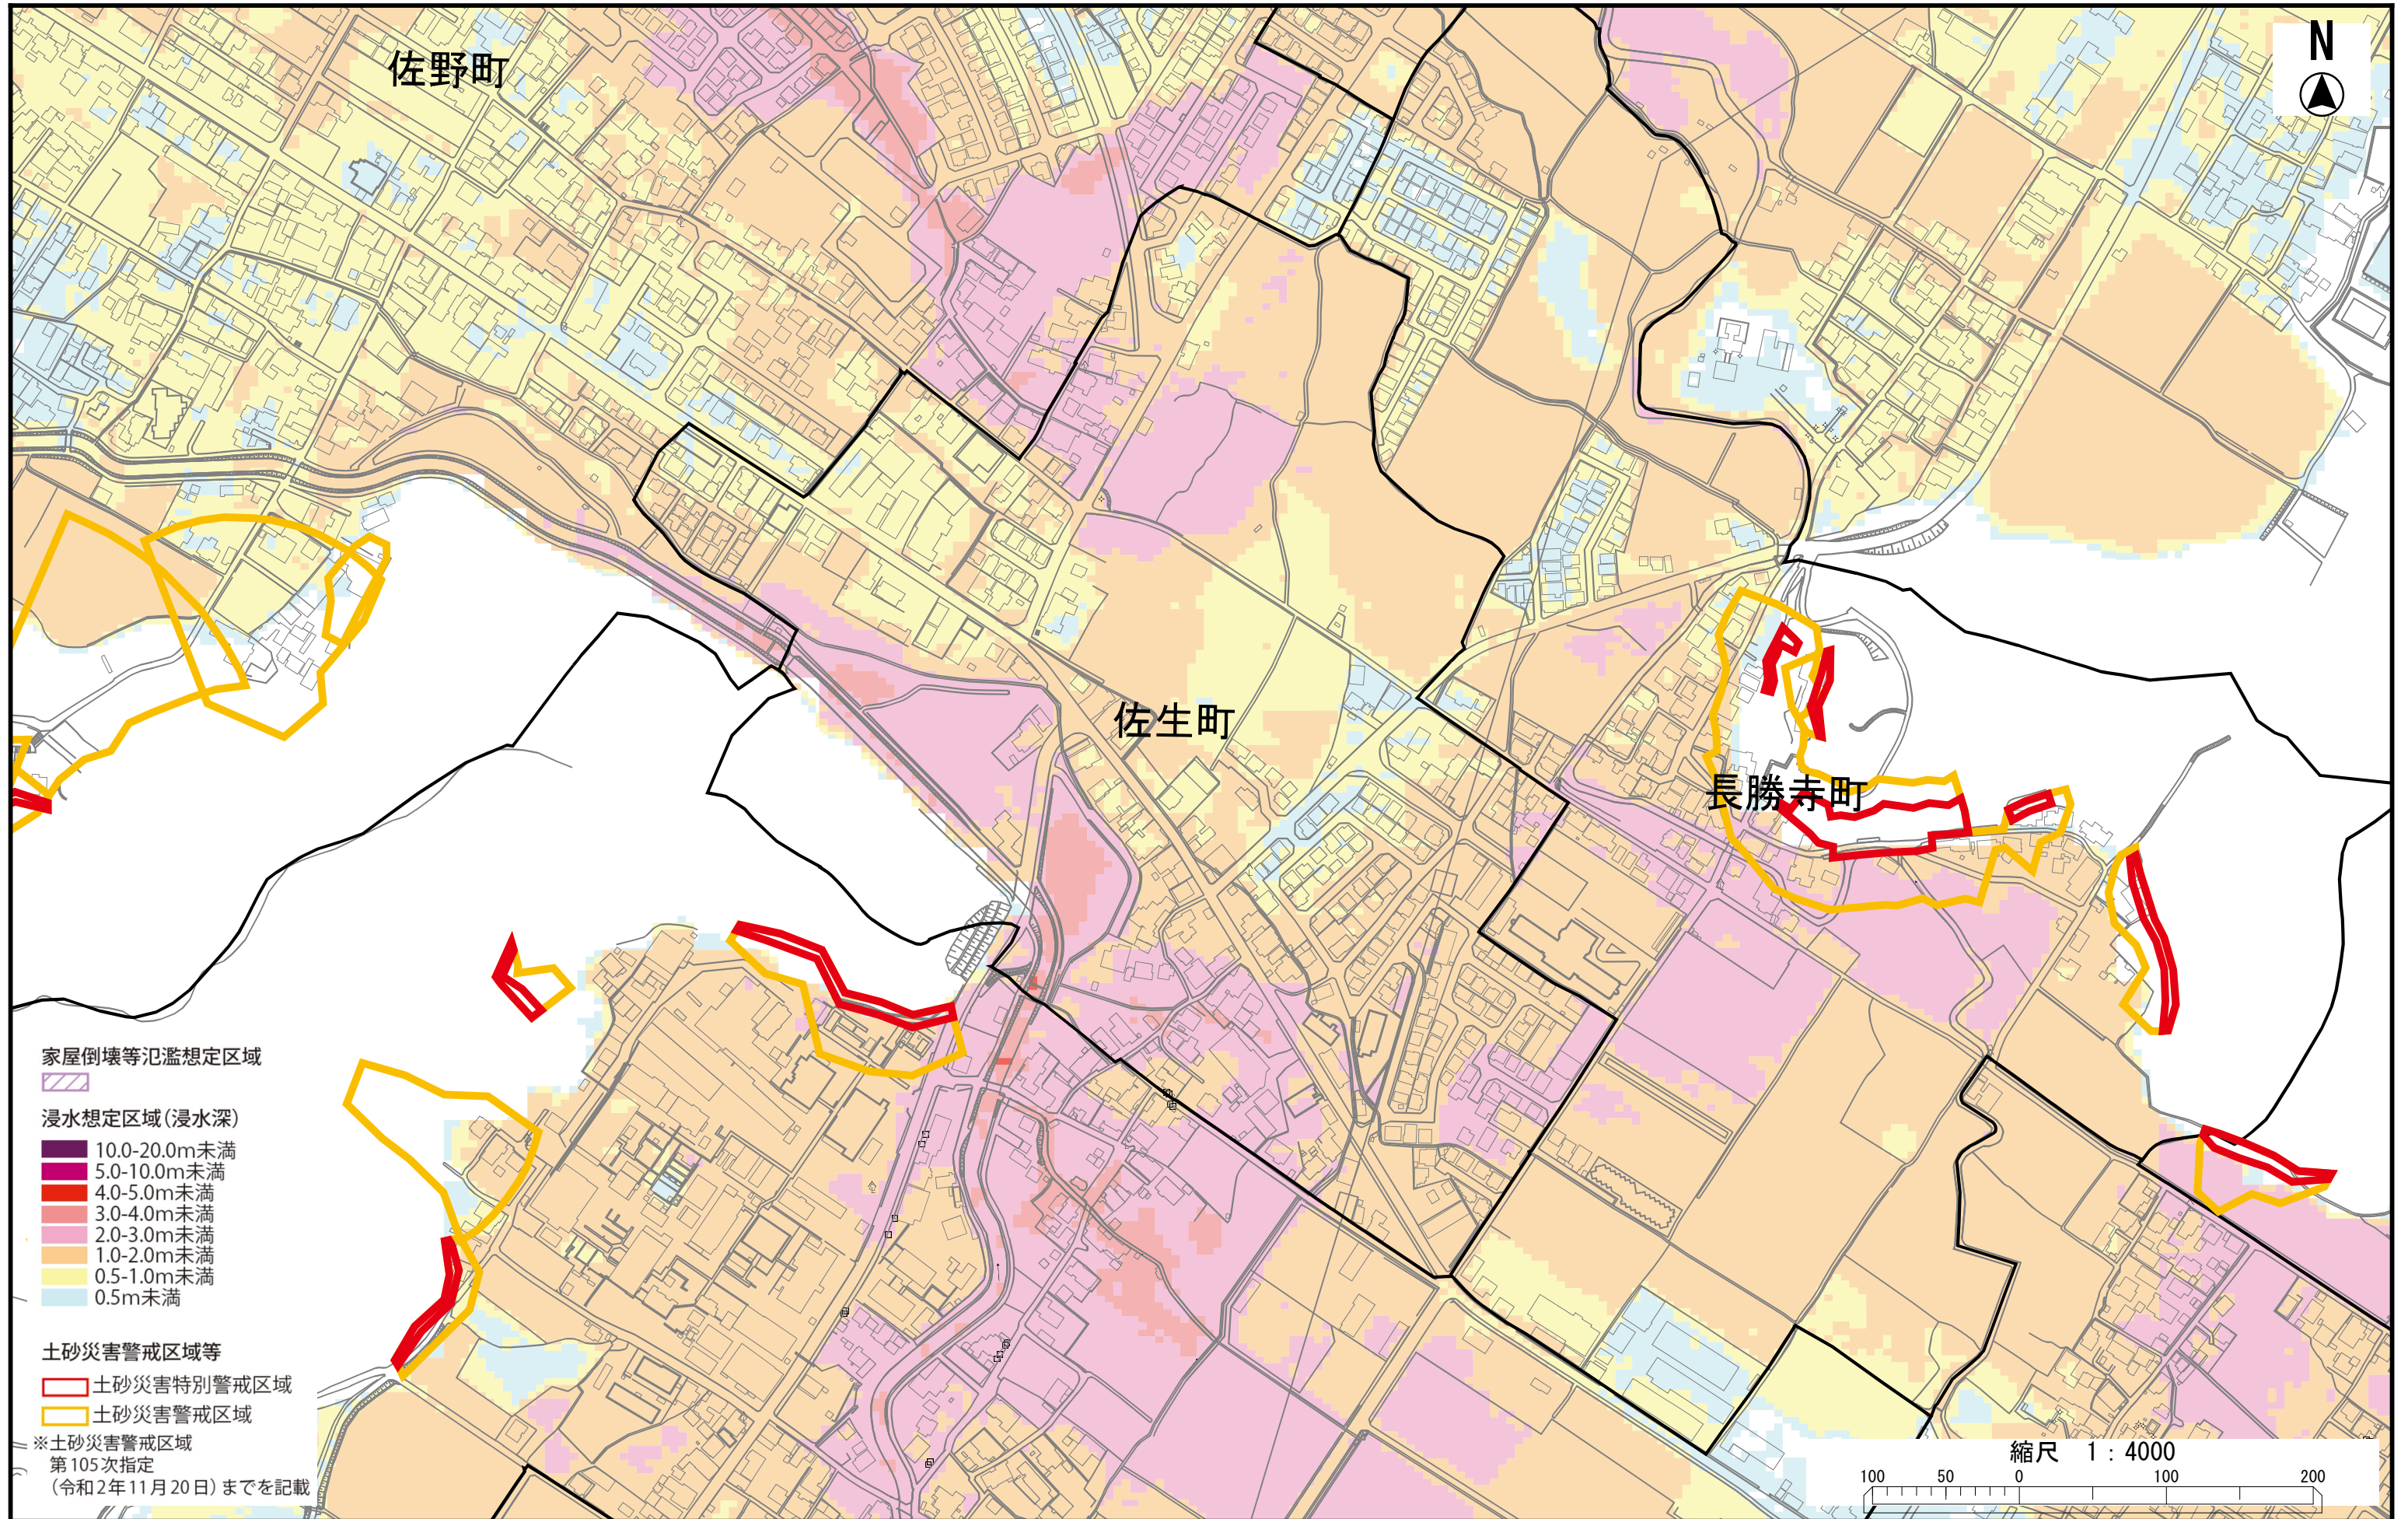 佐野町
N
佐生町
長勝寺町
家屋倒壊等氾濫想定区域
浸水想定区域(浸水深)
10.0-20.0m未満
5.0-10.0m未満
4.0-5.0m未満
3.0-4.0m未満
2.0-3.0m未満
1.0-2.0m未満
0.5-1.0m未満
0.5m未満
土砂災害警戒区域等
土砂災害特別警戒区域
土砂災害警戒区域
※土砂災害警戒区域
第105次指定
(令和2年11月20日)までを記載
縮尺 1:4000
100 50 0 100 200